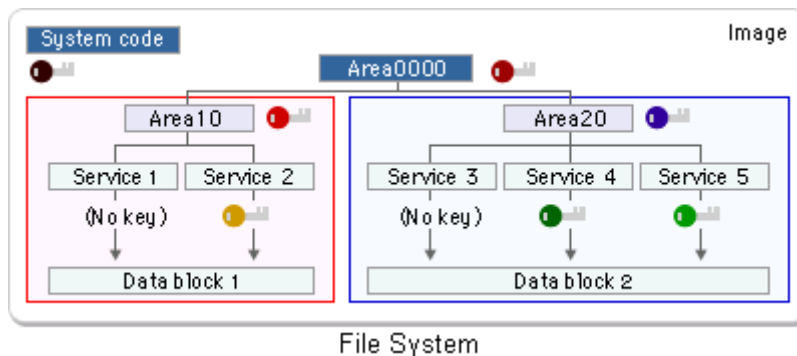 System code
Image
Area0000
Area10
Area20
Service 1
Service 2
Service 3
Service 4
Service 5
(No key)
(No key)
Data block 1
Data block 2
File System